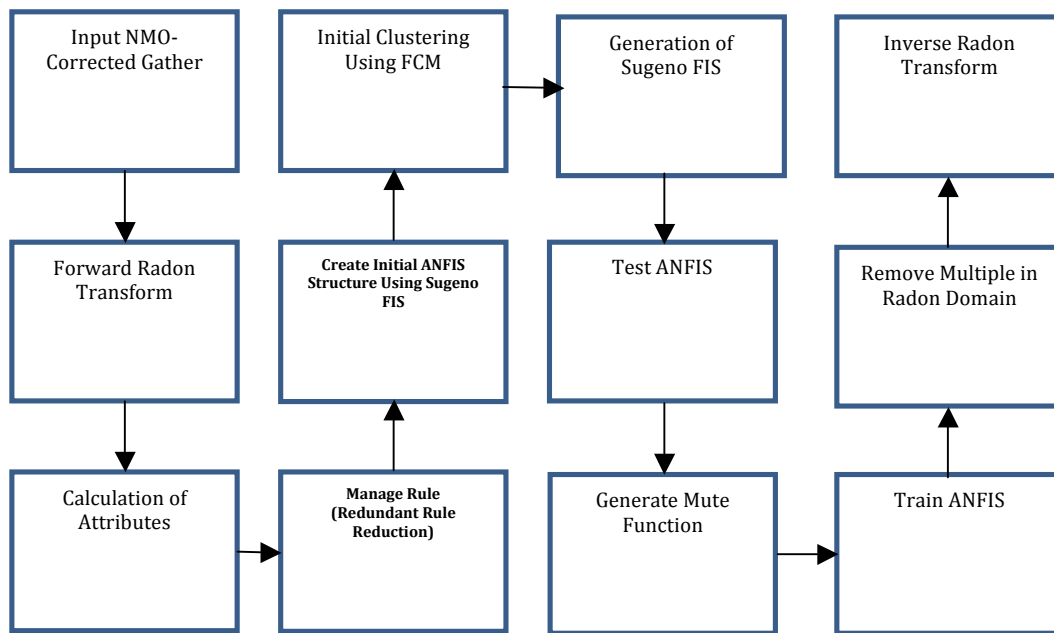 Input NMO-
Corrected Gather
Forward Radon
Transform
Calculation of
Attributes
Manage Rule
(Redundant Rule
Reduction)
Create Initial ANFIS
Structure Using Sugeno
FIS
Initial Clustering
Using FCM
Generation of
Sugeno FIS
Test ANFIS
Generate Mute
Function
Train ANFIS
Remove Multiple in
Radon Domain
Inverse Radon
Transform